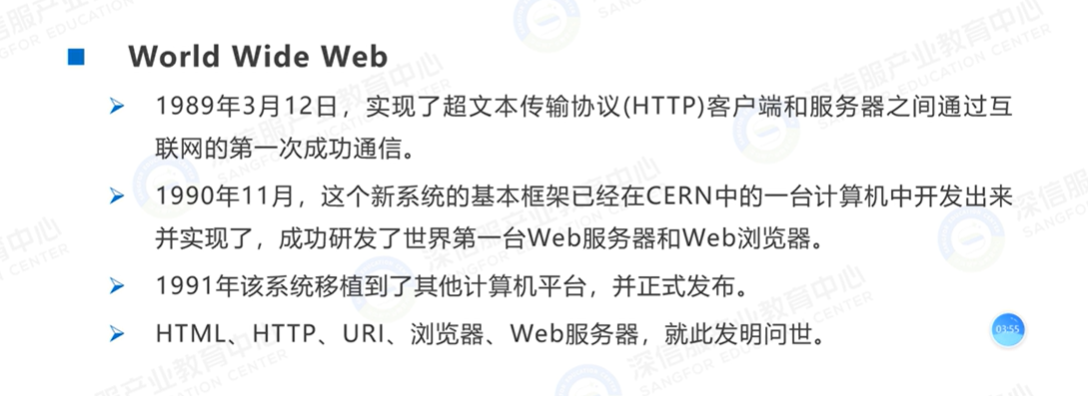 World Wide Web
1989年3月12日，实现了超文本传输协议(HTTP)客户端和服务器之间通过互
联网的第一次成功通信。
1990年11月，这个新系统的基本框架已经在CERN中的一台计算机中开发出来
并实现了，成功研发了世界第一台Web服务器和Web浏览器。
1991年该系统移植到了其他计算机平台，并正式发布。
HTML、HTTP、URI、浏览器、Web服务器，就此发明问世。
03:55
深信服产业教育中心
SANGFOR EDUCATION CENTER